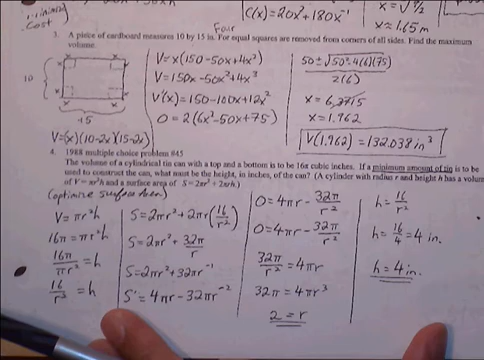 minimize
cost
C(x)=20x²+180x⁻¹
x≈1.65m
Four
3. A piece of cardboard measures 10 by 15 in. For equal squares are removed from corners of all sides. Find the maximum
volume.
10
15
V=(x)(10-2x)(15-2x)
V=x(150-50x+4x²)
V=150x-50x²+4x³
V'(x)=150-100x+12x²
0=2(6x²-50x+75)
50±√50²-4(6)(75)
2(6)
x=6.3715
x=1.962
V(1.962)=132.038 in³
4. 1988 multiple choice problem #45
The volume of a cylindrical tin can with a top and a bottom is to be 16π cubic inches. If a minimum amount of tin is to be
used to construct the can, what must be the height, in inches, of the can? (A cylinder with radius r and height h has a volume
of V = πr²h and a surface area of S = 2πr² + 2πrh.)
(optimize surface area)
V=πr²h
16π=πr²h
16π/πr²=h
16/r²=h
S=2πr²+2πr(16/r²)
S=2πr²+32π/r
S=2πr²+32πr⁻¹
S'=4πr-32πr⁻²
0=4πr-32π/r²
0=4πr-32π/r²
32π/r²=4πr
32π=4πr³
2=r
h=16/r²
h=16/4=4 in.
h=4 in.